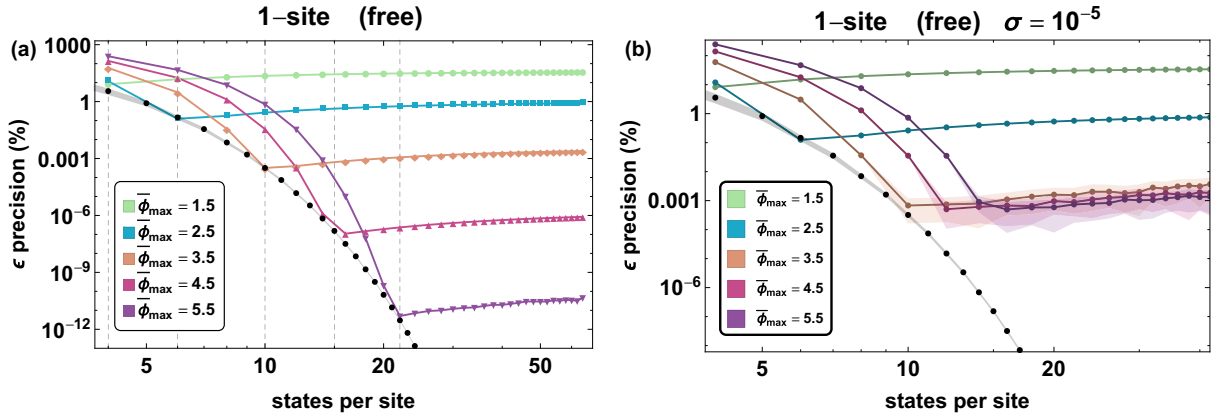 1−site (free)
(a)
1000
1
0.001
10⁻⁶
10⁻⁹
10⁻¹²
ϵ precision (%)
ϕ̅max = 1.5
ϕ̅max = 2.5
ϕ̅max = 3.5
ϕ̅max = 4.5
ϕ̅max = 5.5
5
10
20
50
states per site
1−site (free) σ = 10⁻⁵
(b)
1
0.001
10⁻⁶
ϵ precision (%)
ϕ̅max = 1.5
ϕ̅max = 2.5
ϕ̅max = 3.5
ϕ̅max = 4.5
ϕ̅max = 5.5
5
10
20
states per site